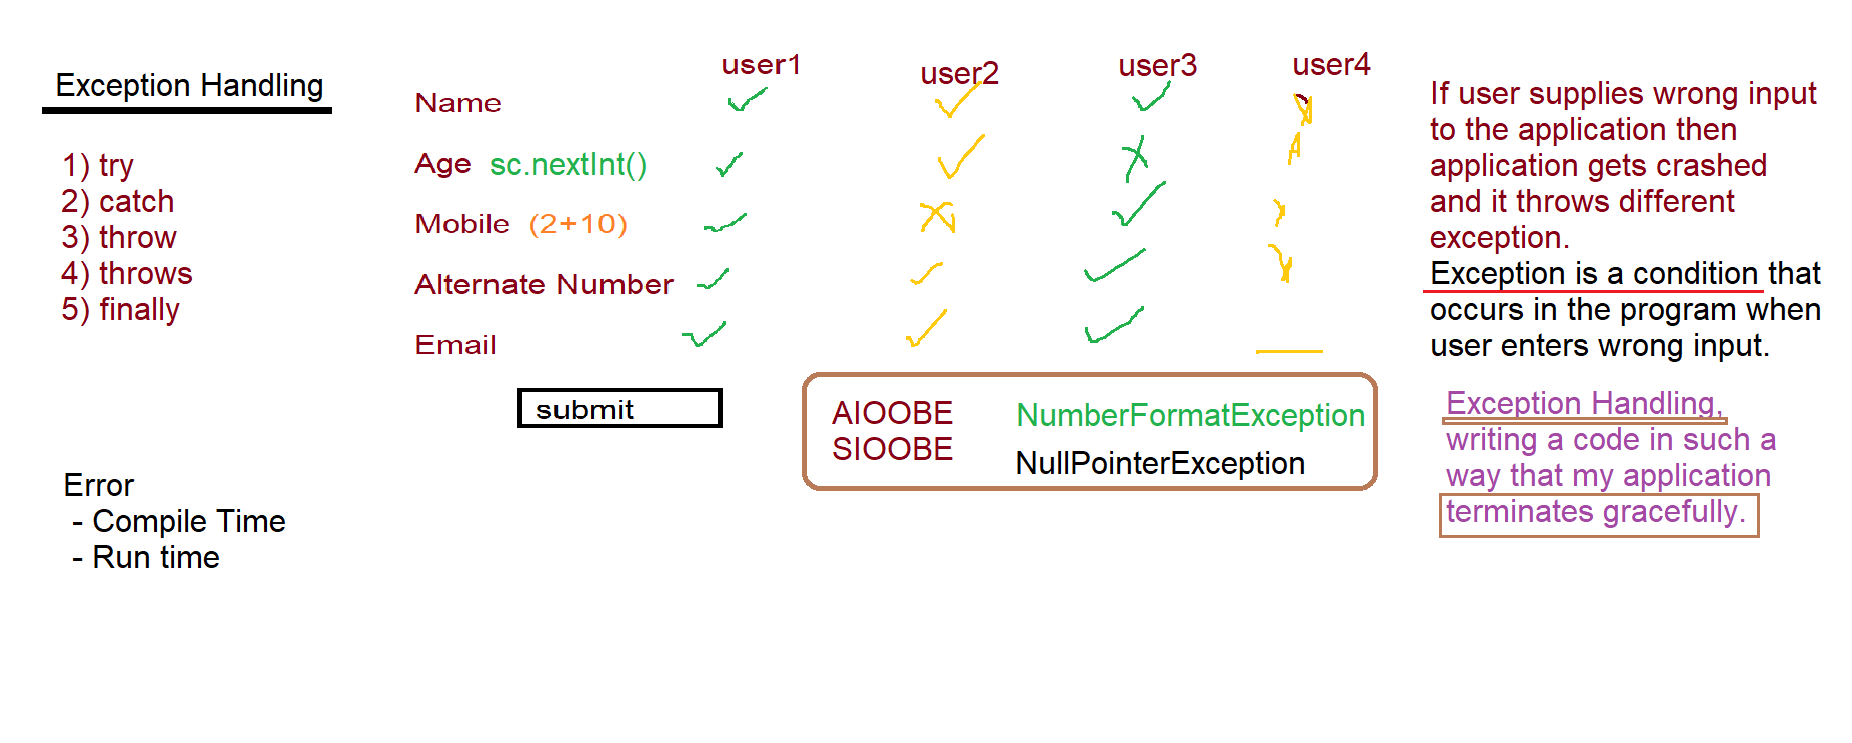 Exception Handling
1) try
2) catch
3) throw
4) throws
5) finally
Error
- Compile Time
- Run time
user1 user2 user3 user4
Name
Age sc.nextInt()
Mobile (2+10)
Alternate Number
Email
submit
AIOOBE
SIOOBE
NumberFormatException
NullPointerException
If user supplies wrong input
to the application then
application gets crashed
and it throws different
exception.
Exception is a condition that
occurs in the program when
user enters wrong input.
Exception Handling,
writing a code in such a
way that my application
terminates gracefully.